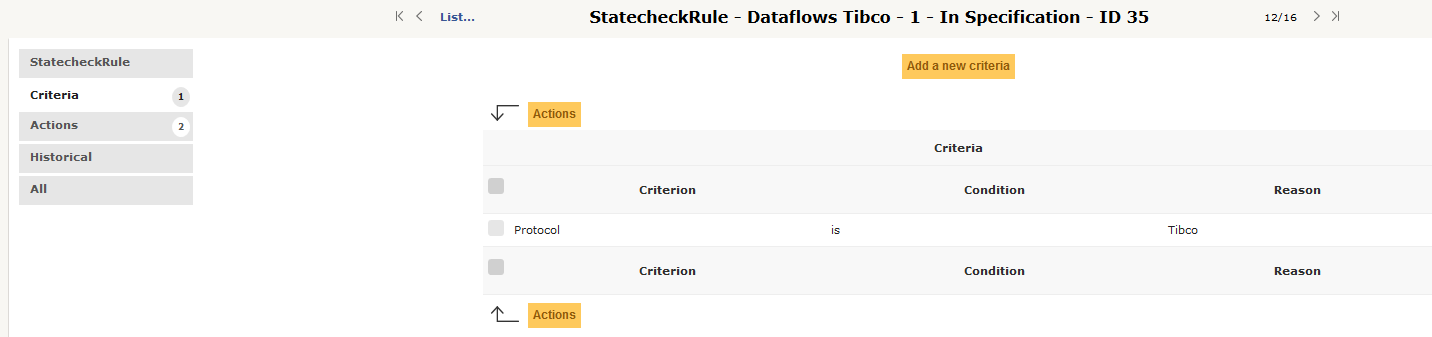 List... StatecheckRule - Dataflows Tibco - 1 - In Specification - ID 35 12/16
StatecheckRule
Add a new criteria
Criteria 1
Actions 2
Historical
All
Actions
Criteria
Criterion Condition Reason
Protocol is Tibco
Criterion Condition Reason
Actions